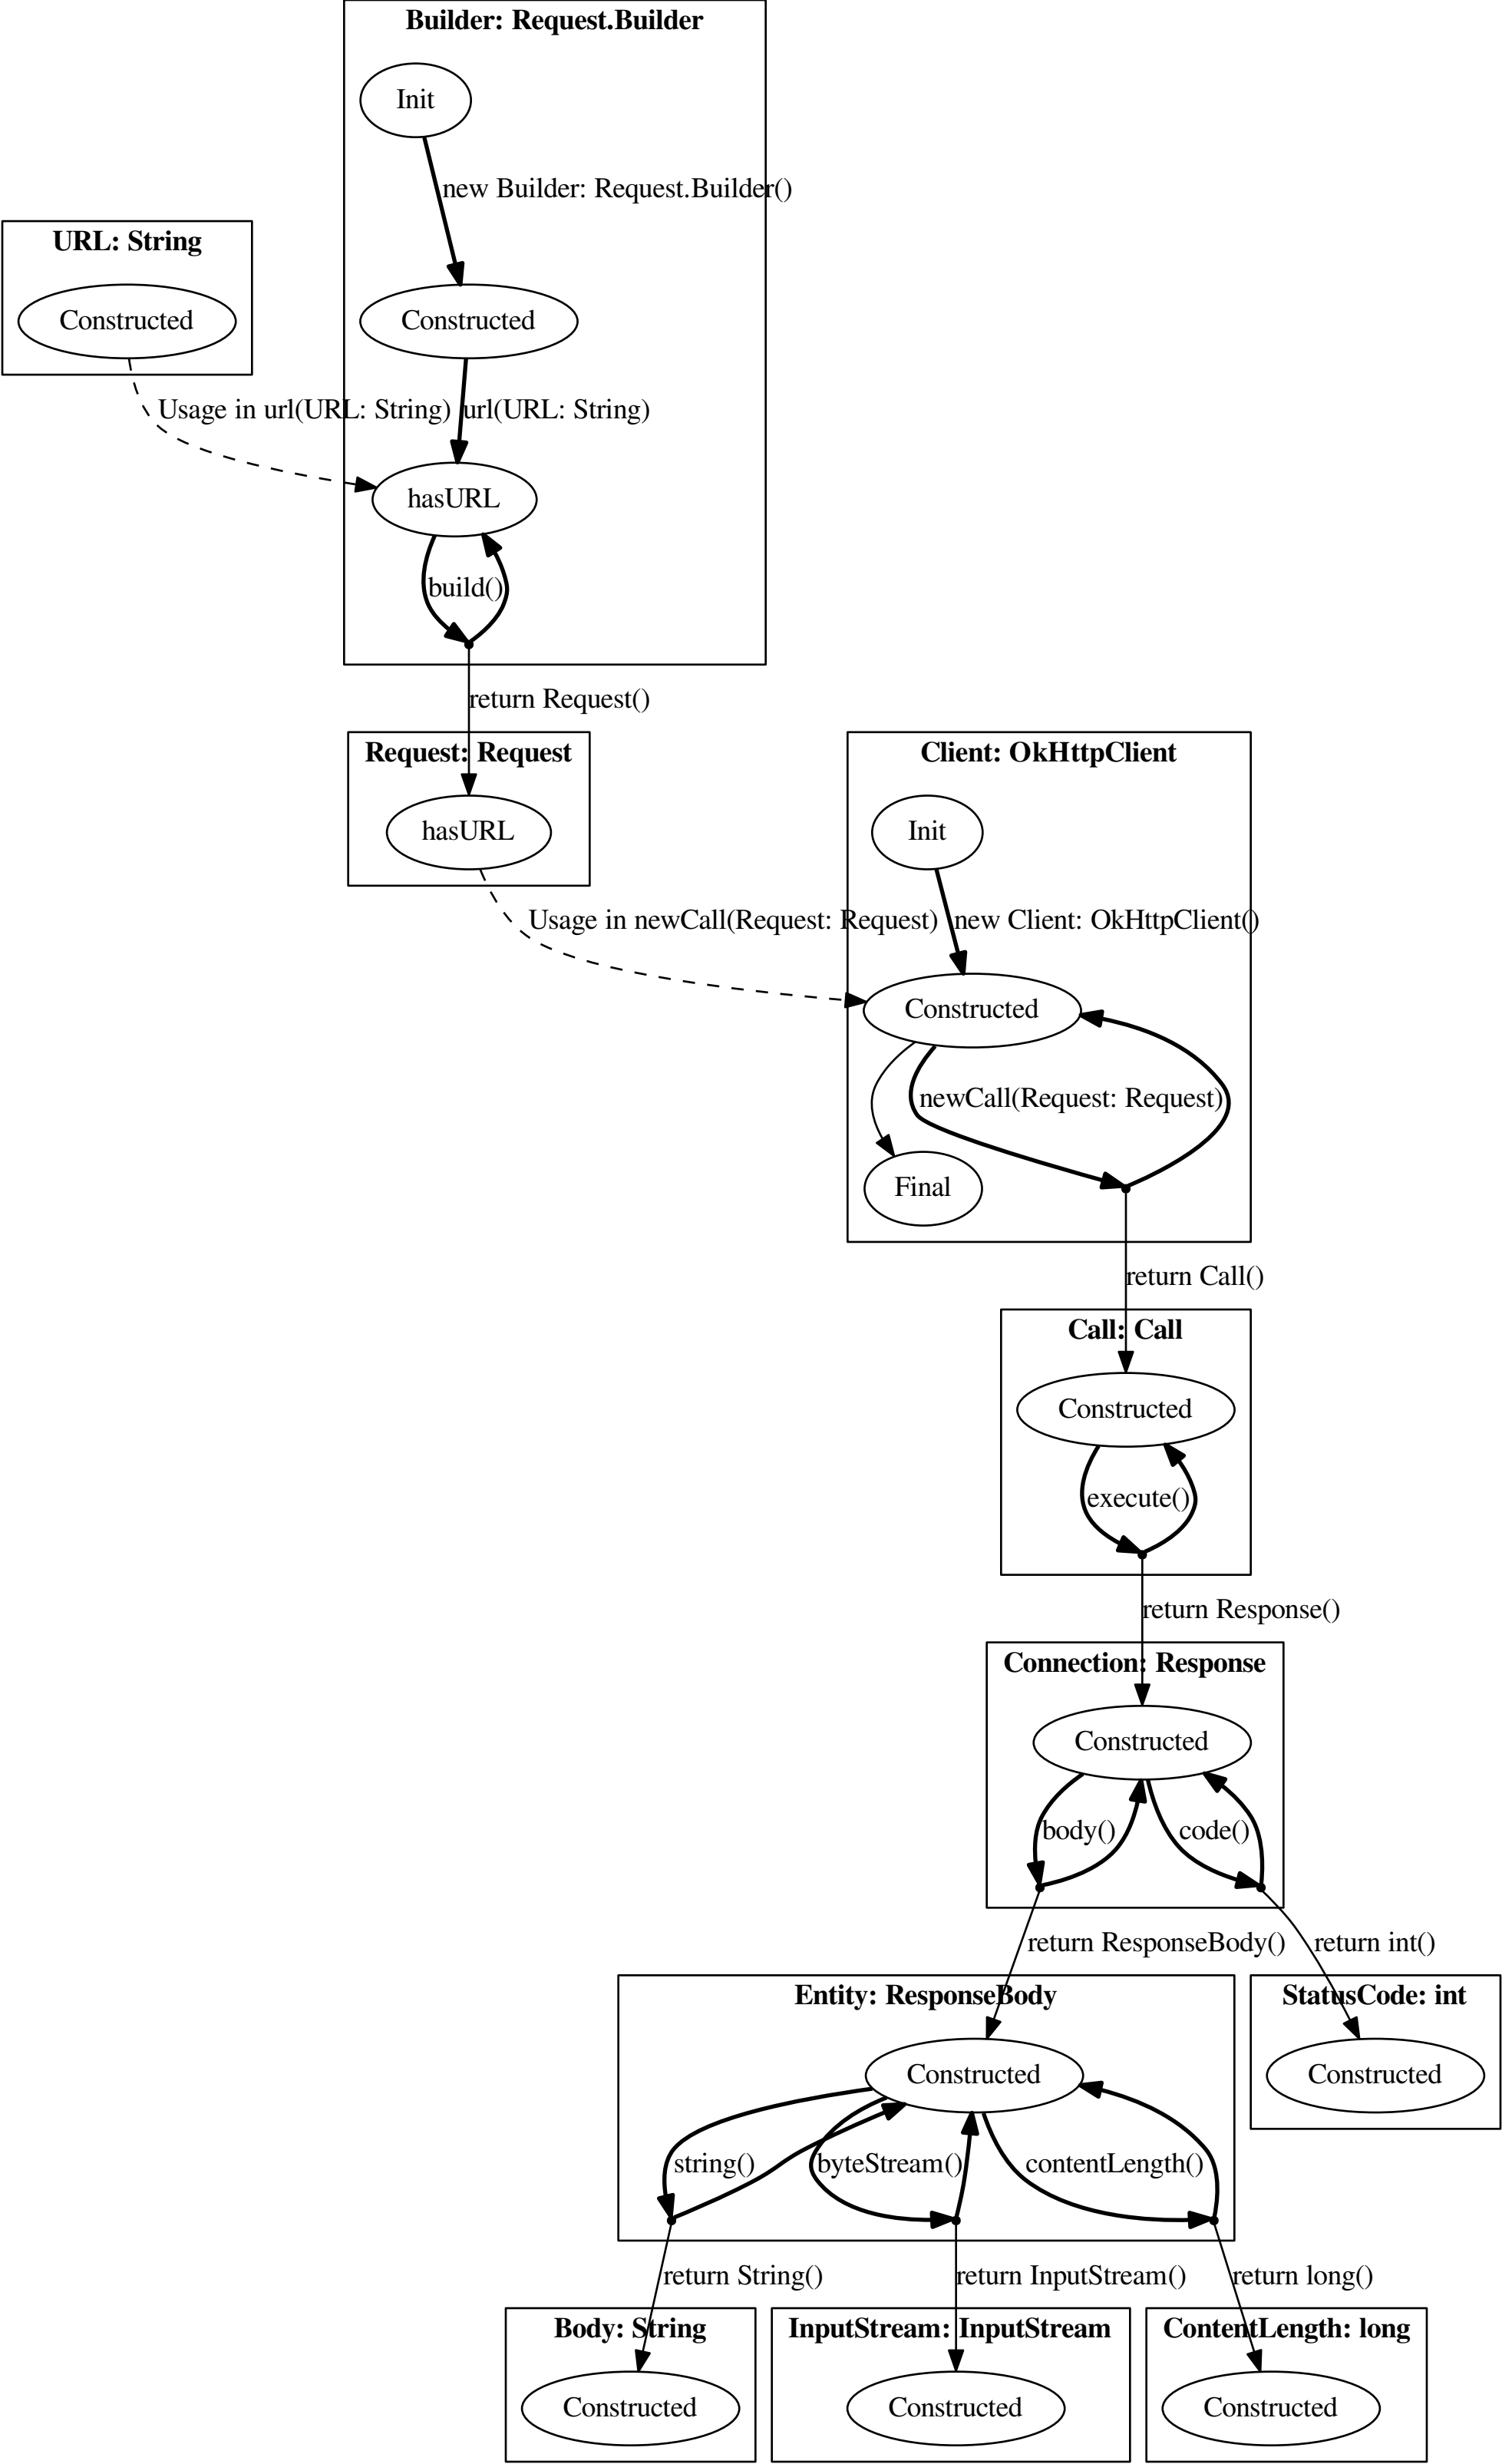 Builder: Request.Builder
Init
new Builder: Request.Builder()
URL: String
Constructed
Constructed
Usage in url(URL: String)
url(URL: String)
hasURL
build()
return Request()
Request: Request
hasURL
Client: OkHttpClient
Init
Usage in newCall(Request: Request)
new Client: OkHttpClient()
Constructed
newCall(Request: Request)
Final
return Call()
Call: Call
Constructed
execute()
return Response()
Connection: Response
Constructed
body()
code()
return ResponseBody()
return int()
Entity: ResponseBody
StatusCode: int
Constructed
Constructed
string()
byteStream()
contentLength()
return String()
return InputStream()
return long()
Body: String
InputStream: InputStream
ContentLength: long
Constructed
Constructed
Constructed